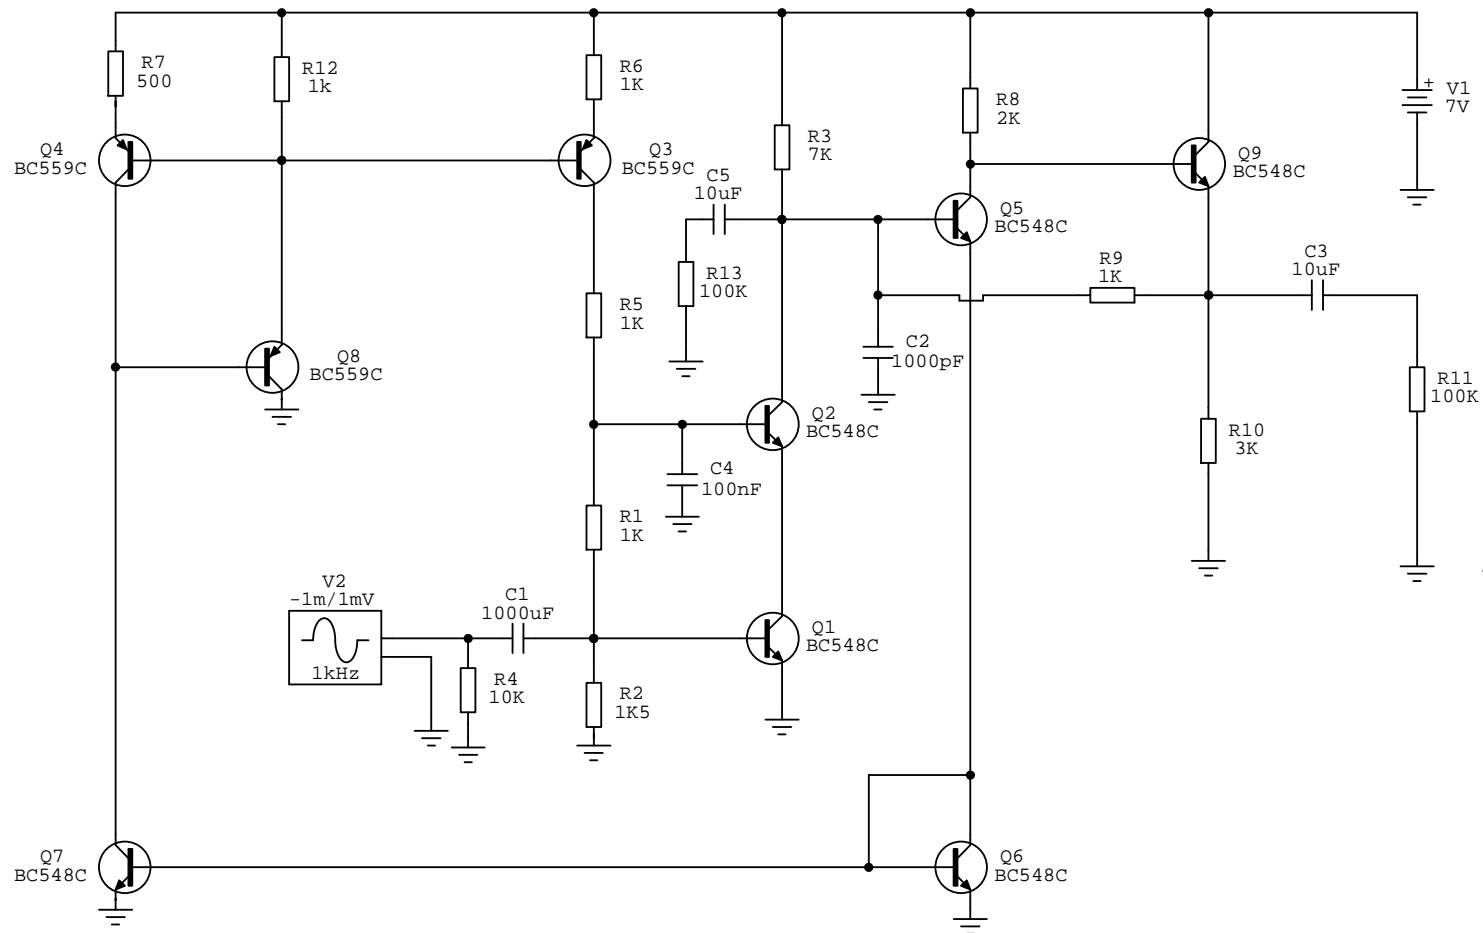 R7
500
R12
1k
R6
1K
R3
7K
R8
2K
+
V1
7V
Q4
BC559C
Q3
BC559C
C5
10uF
Q5
BC548C
Q9
BC548C
R13
100K
R5
1K
R9
1K
C3
10uF
Q8
BC559C
C2
1000pF
R11
100K
Q2
BC548C
R10
3K
C4
100nF
R1
1K
V2
-1m/1mV
1kHz
C1
1000uF
Q1
BC548C
R4
10K
R2
1K5
Q7
BC548C
Q6
BC548C